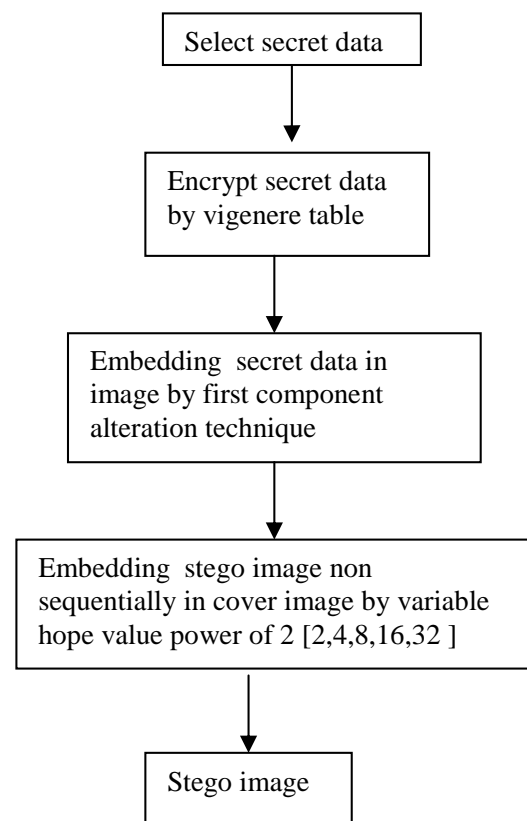 Select secret data
Encrypt secret data
by vigenere table
Embedding  secret data in
image by first component
alteration technique
Embedding  stego image non
sequentially in cover image by variable
hope value power of 2 [2,4,8,16,32 ]
Stego image